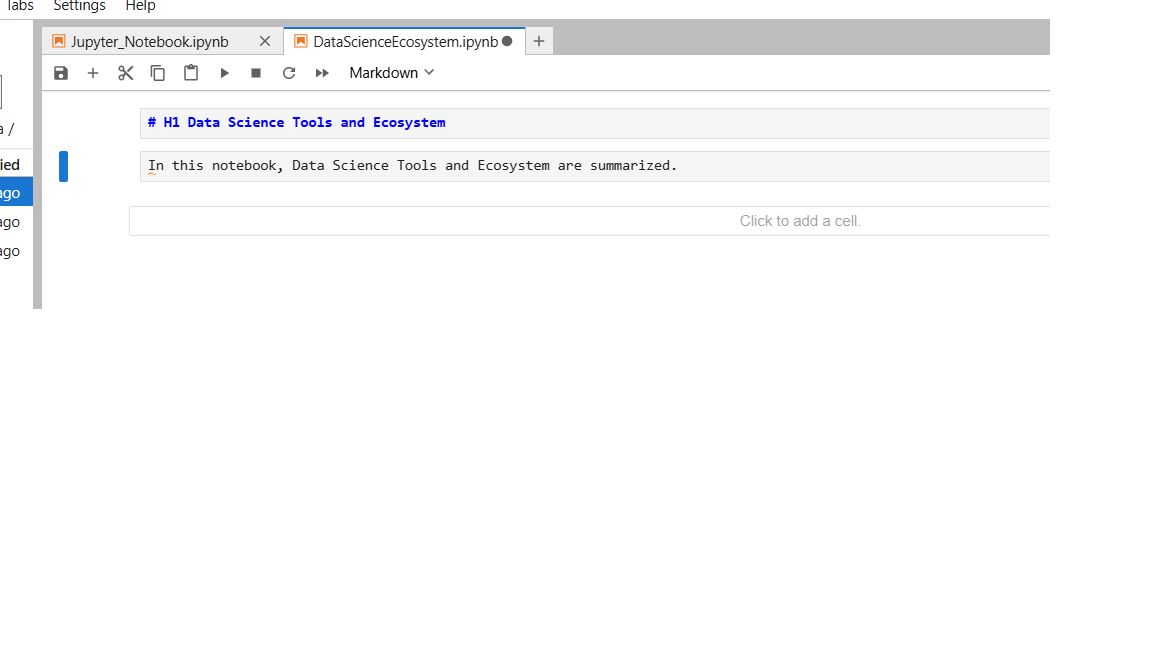 Tabs Settings Help
Jupyter_Notebook.ipynb DataScienceEcosystem.ipynb
Markdown
a /
ied
ago
ago
ago
# H1 Data Science Tools and Ecosystem
In this notebook, Data Science Tools and Ecosystem are summarized.
Click to add a cell.